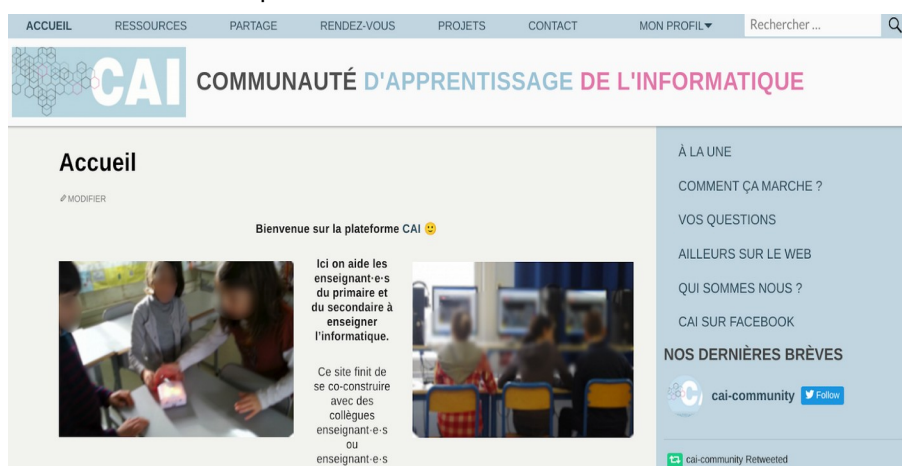 ACCUEIL RESSOURCES PARTAGE RENDEZ-VOUS PROJETS CONTACT MON PROFIL Rechercher ...
CAI COMMUNAUTÉ D'APPRENTISSAGE DE L'INFORMATIQUE
Accueil
MODIFIER
Bienvenue sur la plateforme CAI
Ici on aide les
enseignant·e·s
du primaire et
du secondaire à
enseigner
l'informatique.
Ce site finit de
se co-construire
avec des
collègues
enseignant·e·s
ou
enseignant·e·s
À LA UNE
COMMENT ÇA MARCHE ?
VOS QUESTIONS
AILLEURS SUR LE WEB
QUI SOMMES NOUS ?
CAI SUR FACEBOOK
NOS DERNIÈRES BRÈVES
cai-community Follow
cai-community Retweeted